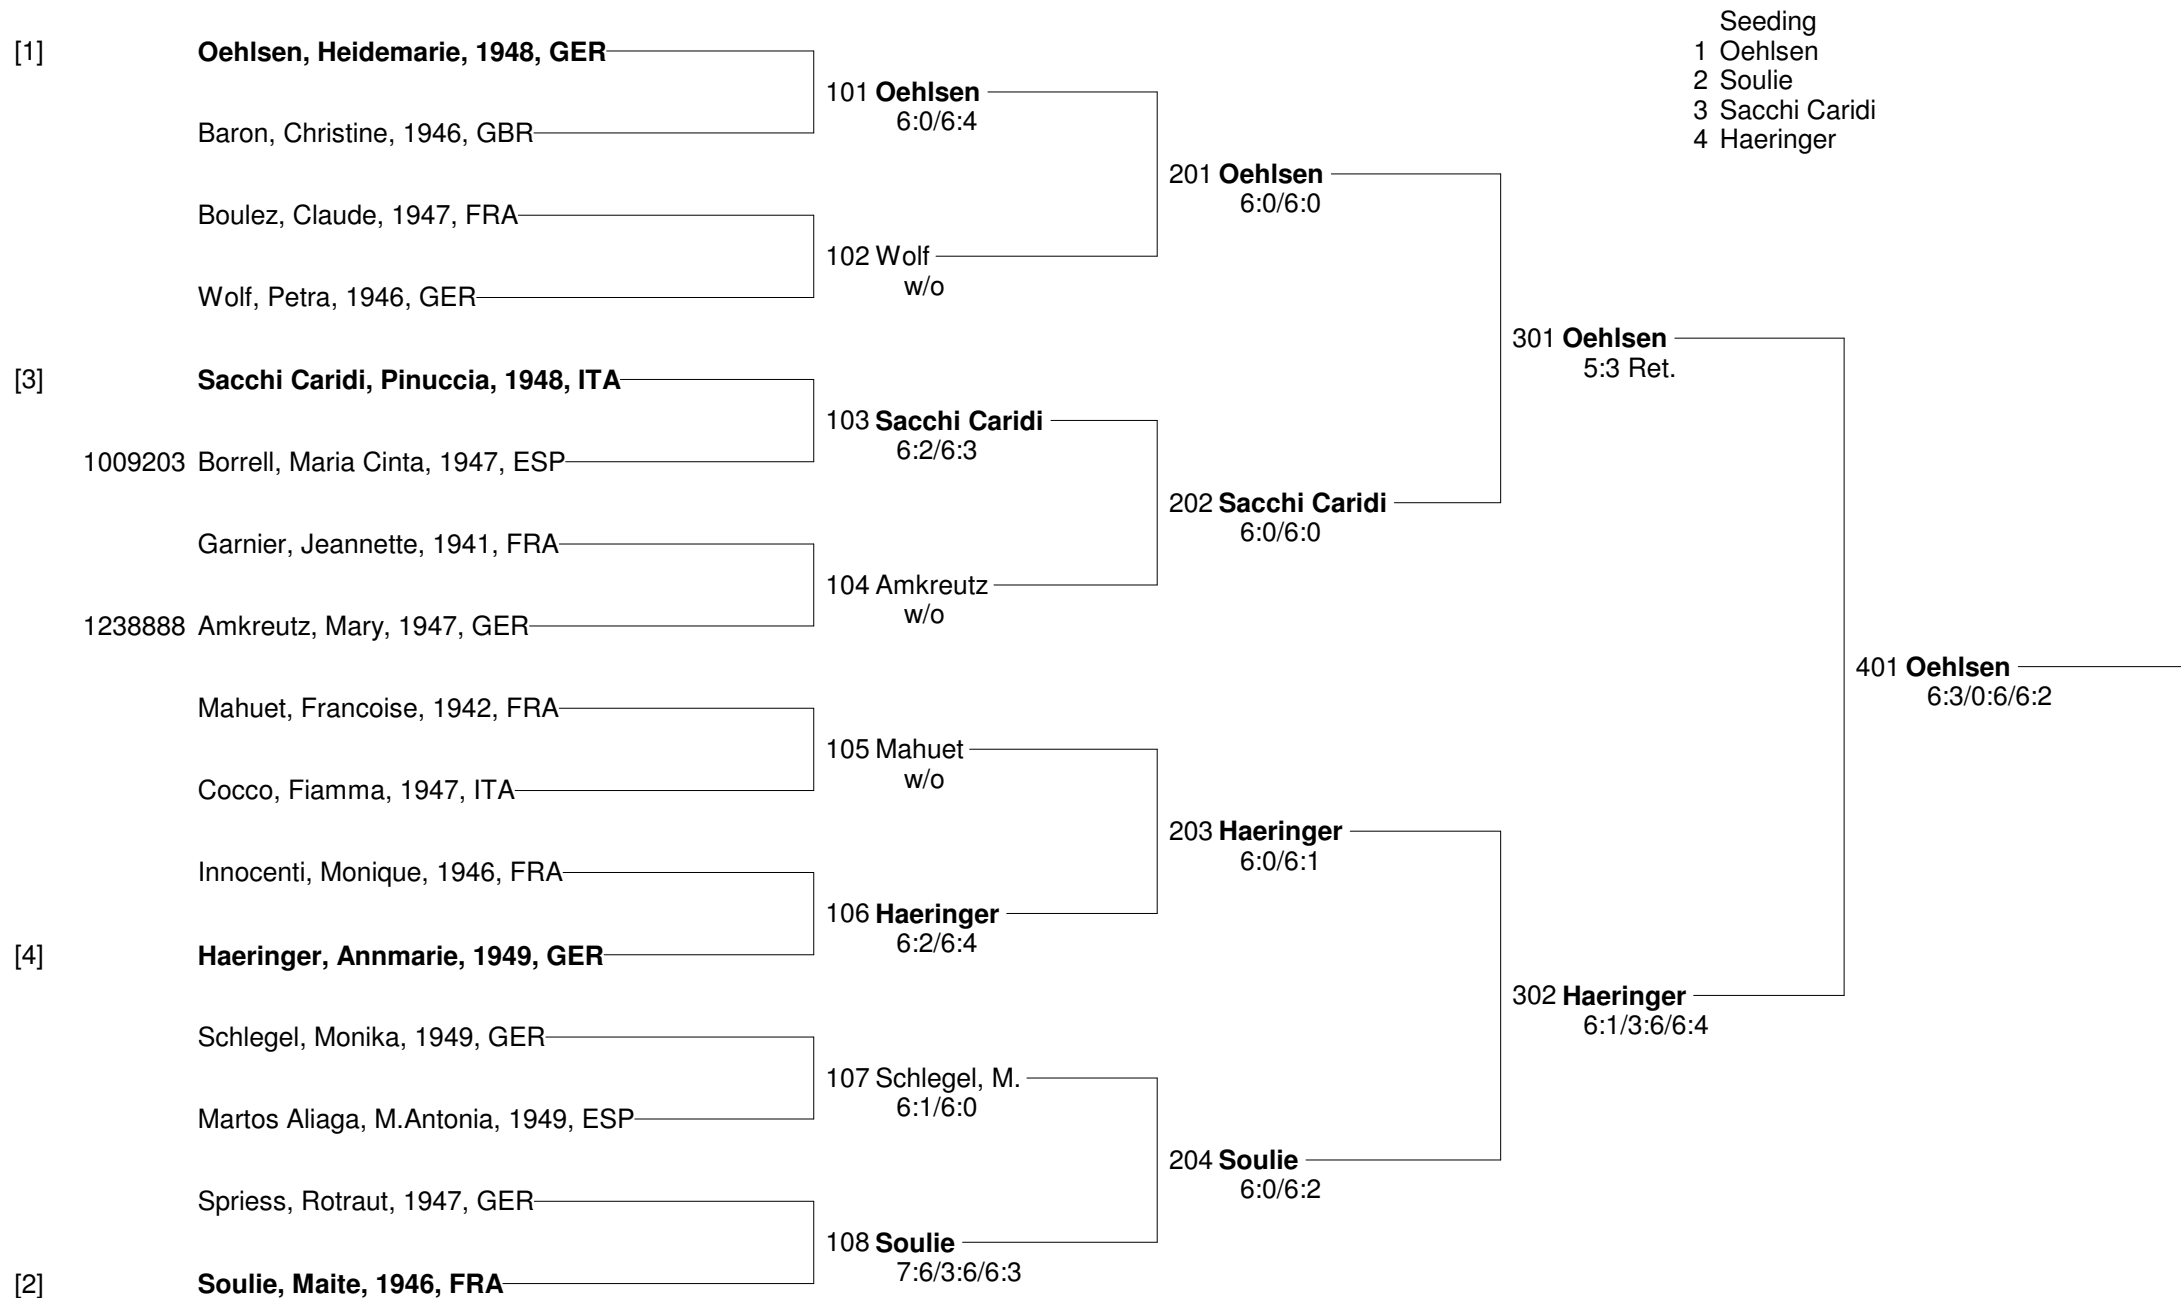 Seeding
1 Oehlsen
2 Soulie
3 Sacchi Caridi
4 Haeringer
[1] Oehlsen, Heidemarie, 1948, GER
101 Oehlsen
6:0/6:4
Baron, Christine, 1946, GBR
201 Oehlsen
6:0/6:0
Boulez, Claude, 1947, FRA
102 Wolf
w/o
Wolf, Petra, 1946, GER
301 Oehlsen
5:3 Ret.
[3] Sacchi Caridi, Pinuccia, 1948, ITA
103 Sacchi Caridi
6:2/6:3
1009203 Borrell, Maria Cinta, 1947, ESP
202 Sacchi Caridi
6:0/6:0
Garnier, Jeannette, 1941, FRA
104 Amkreutz
w/o
1238888 Amkreutz, Mary, 1947, GER
401 Oehlsen
6:3/0:6/6:2
Mahuet, Francoise, 1942, FRA
105 Mahuet
w/o
Cocco, Fiamma, 1947, ITA
203 Haeringer
6:0/6:1
Innocenti, Monique, 1946, FRA
106 Haeringer
6:2/6:4
[4] Haeringer, Annmarie, 1949, GER
302 Haeringer
6:1/3:6/6:4
Schlegel, Monika, 1949, GER
107 Schlegel, M.
6:1/6:0
Martos Aliaga, M.Antonia, 1949, ESP
204 Soulie
6:0/6:2
Spriess, Rotraut, 1947, GER
108 Soulie
7:6/3:6/6:3
[2] Soulie, Maite, 1946, FRA